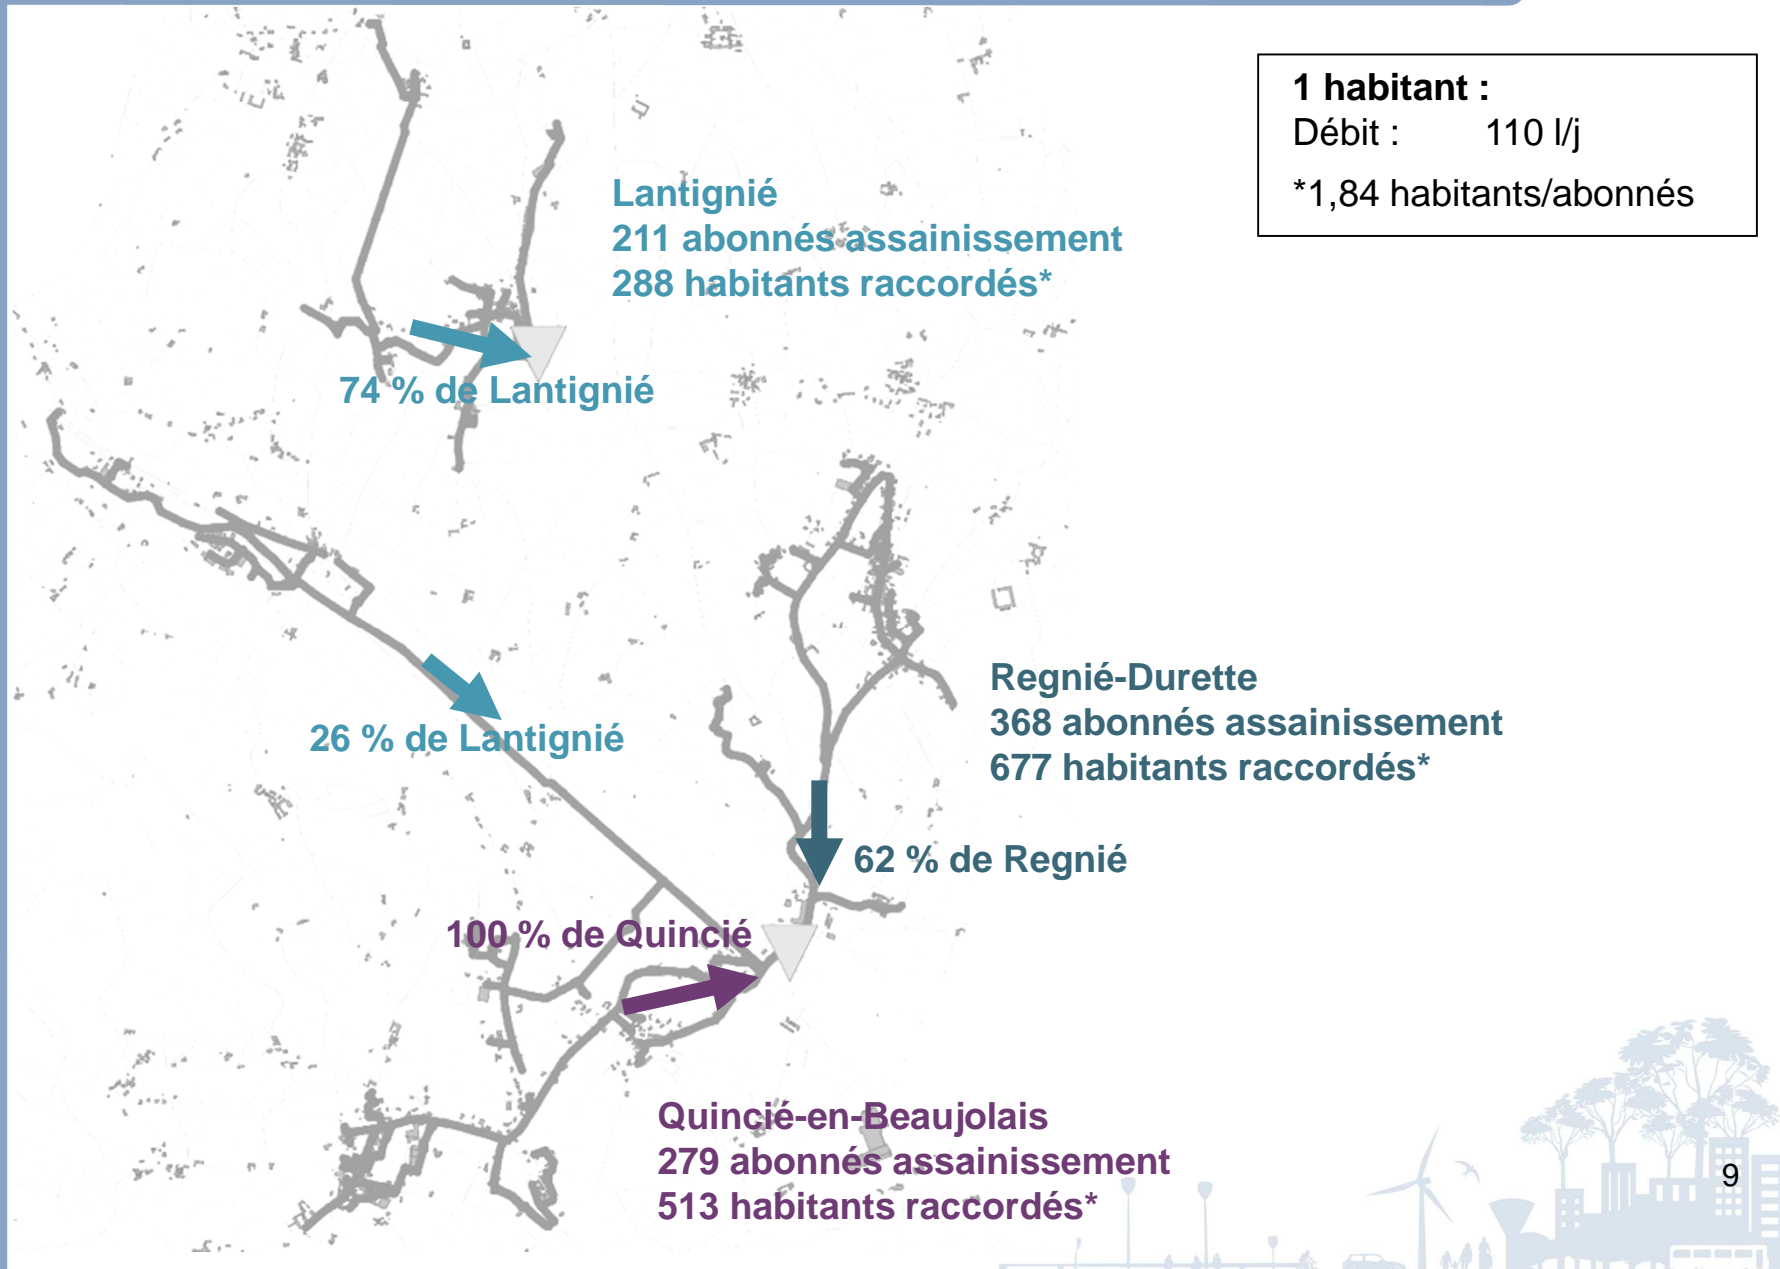 1 habitant :
Débit : 110 l/j
*1,84 habitants/abonnés
Lantignié
211 abonnés assainissement
288 habitants raccordés*
74 % de Lantignié
26 % de Lantignié
Regnié-Durette
368 abonnés assainissement
677 habitants raccordés*
62 % de Regnié
100 % de Quincié
Quincié-en-Beaujolais
279 abonnés assainissement
513 habitants raccordés*
9